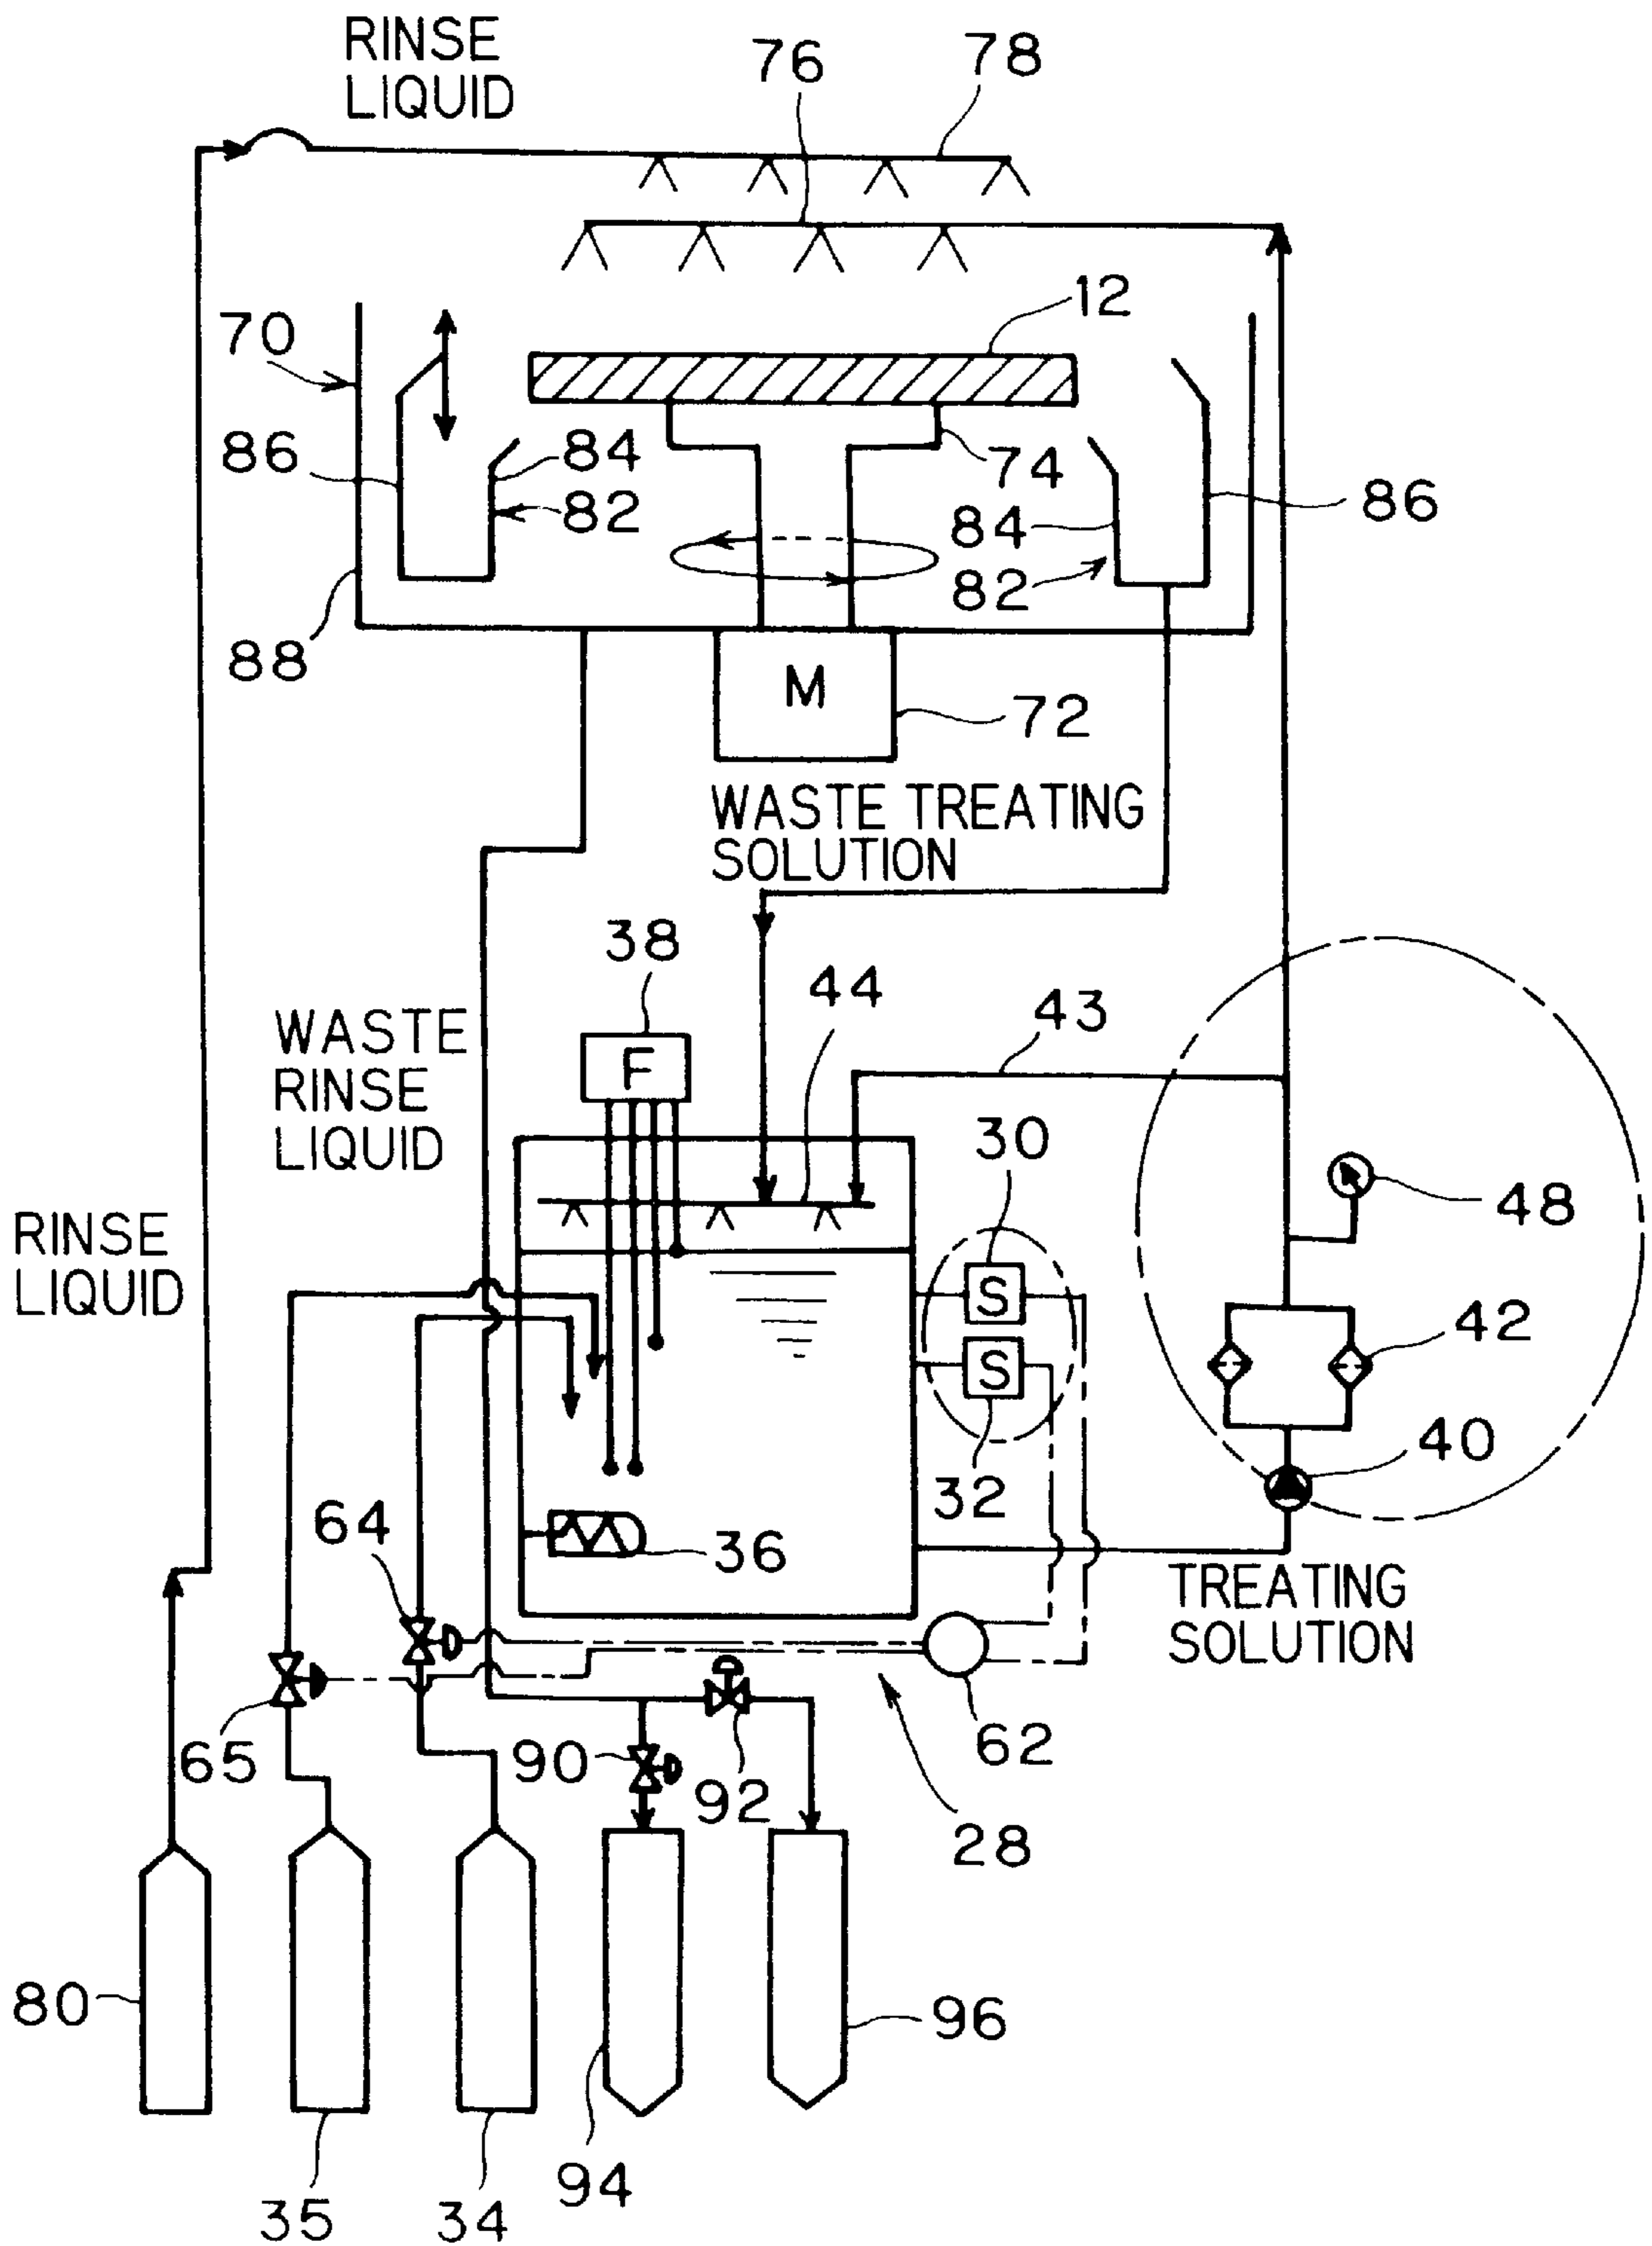 RINSE
LIQUID
76
78
12
70
86
84
82
74
84
82
86
88
M
72
WASTE TREATING
SOLUTION
38
44
43
WASTE
RINSE
LIQUID
F
30
48
RINSE
LIQUID
S
42
S
40
32
64
36
TREATING
SOLUTION
65
90
92
62
28
80
96
94
35
34